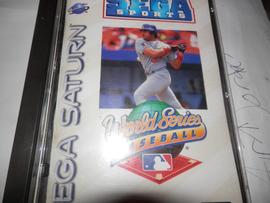 SEGA
SPORTS
SEGA SATURN
World Series
BASEBALL